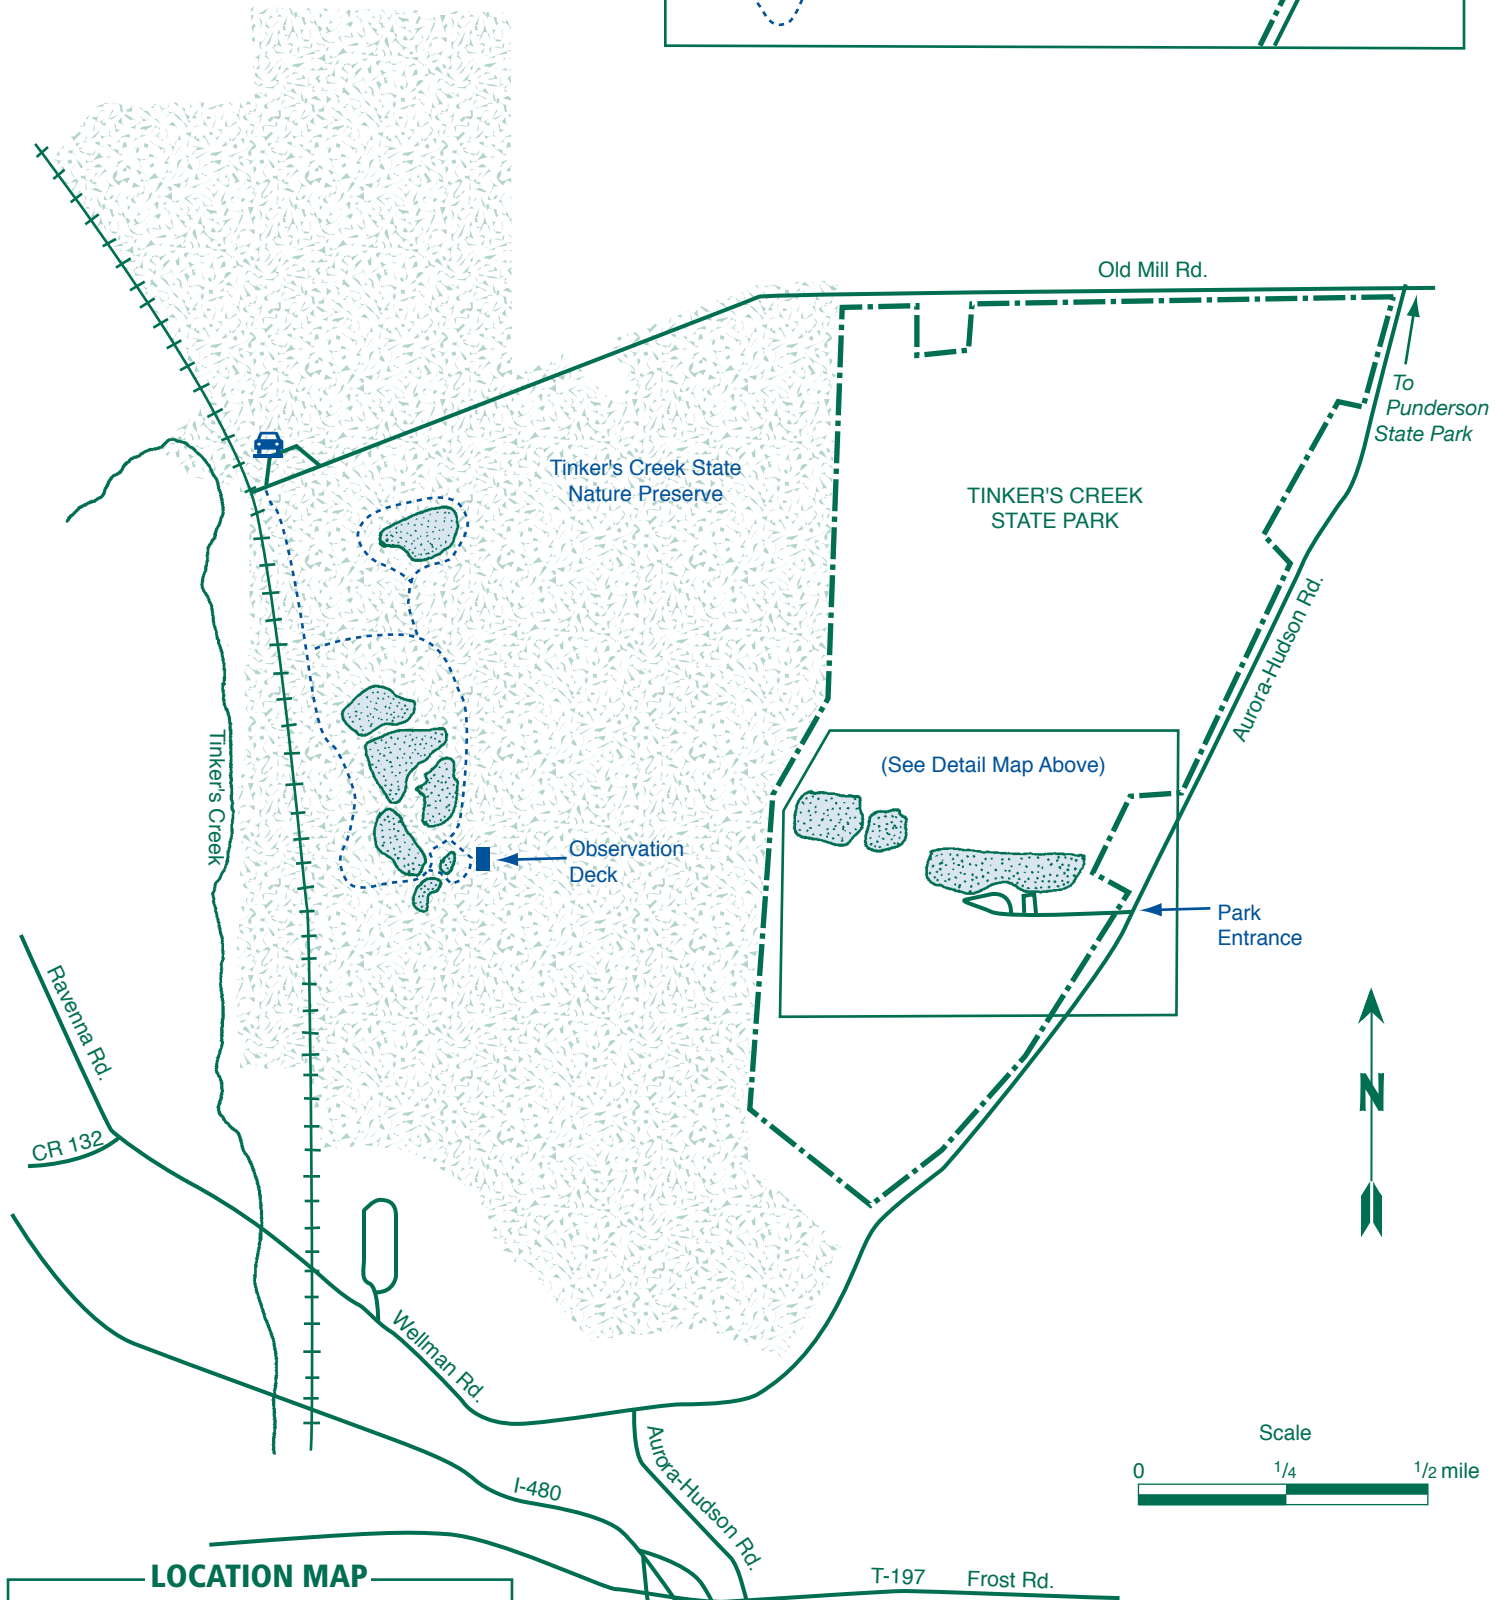 Old Mill Rd.
To
Punderson
State Park
Tinker's Creek State
Nature Preserve
TINKER'S CREEK
STATE PARK
Aurora-Hudson Rd.
Tinker's Creek
(See Detail Map Above)
Observation
Deck
Park
Entrance
Ravenna Rd.
N
CR 132
Wellman Rd.
Aurora-Hudson Rd.
Scale
0 1/4 1/2 mile
I-480
LOCATION MAP
T-197 Frost Rd.